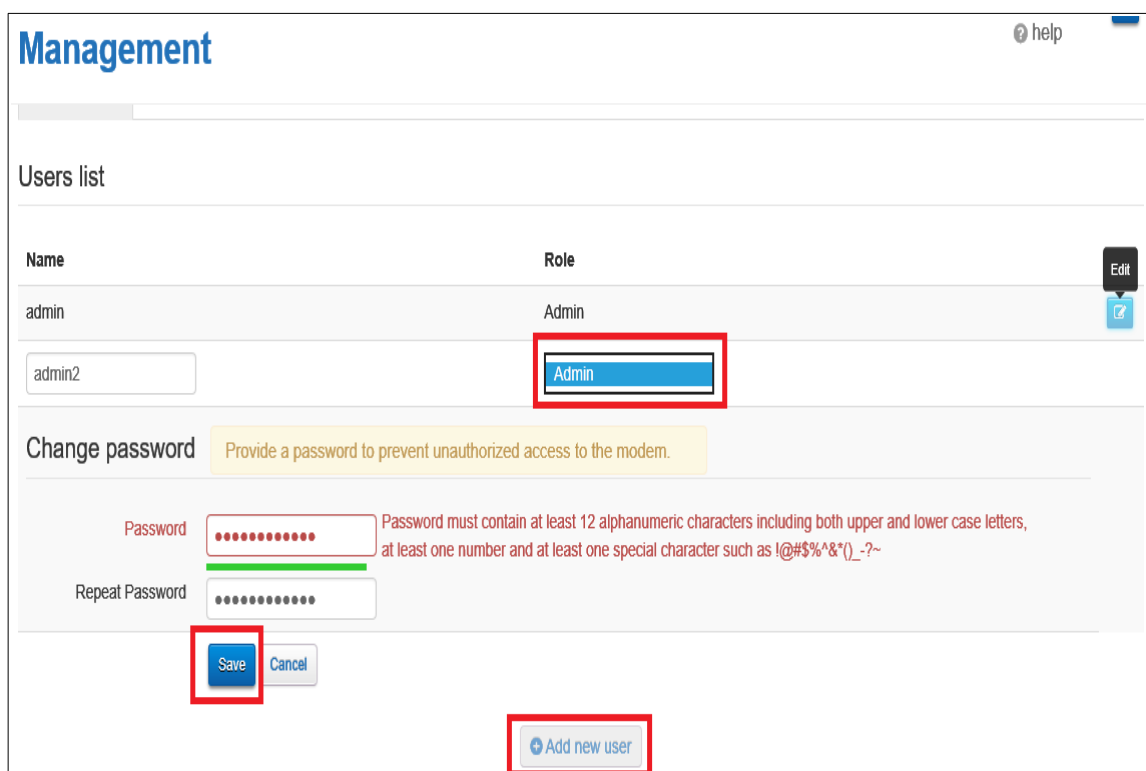 Management
help
Users list
Name Role
Edit
admin Admin
admin2 Admin
Change password Provide a password to prevent unauthorized access to the modem.
Password ●●●●●●●●●●●● Password must contain at least 12 alphanumeric characters including both upper and lower case letters,
at least one number and at least one special character such as !@#$%^&*()_-?~
Repeat Password ●●●●●●●●●●●●
Save Cancel
Add new user